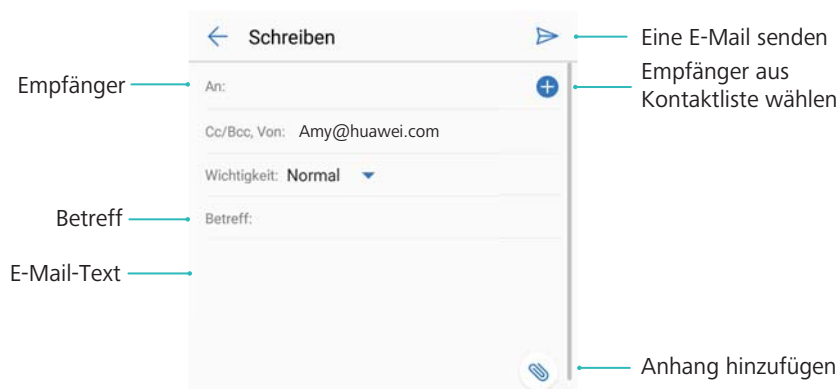 Schreiben
Eine E-Mail senden
Empfänger
An:
Empfänger aus
Kontaktliste wählen
Cc/Bcc, Von: Amy@huawei.com
Wichtigkeit: Normal
Betreff
Betreff:
E-Mail-Text
Anhang hinzufügen